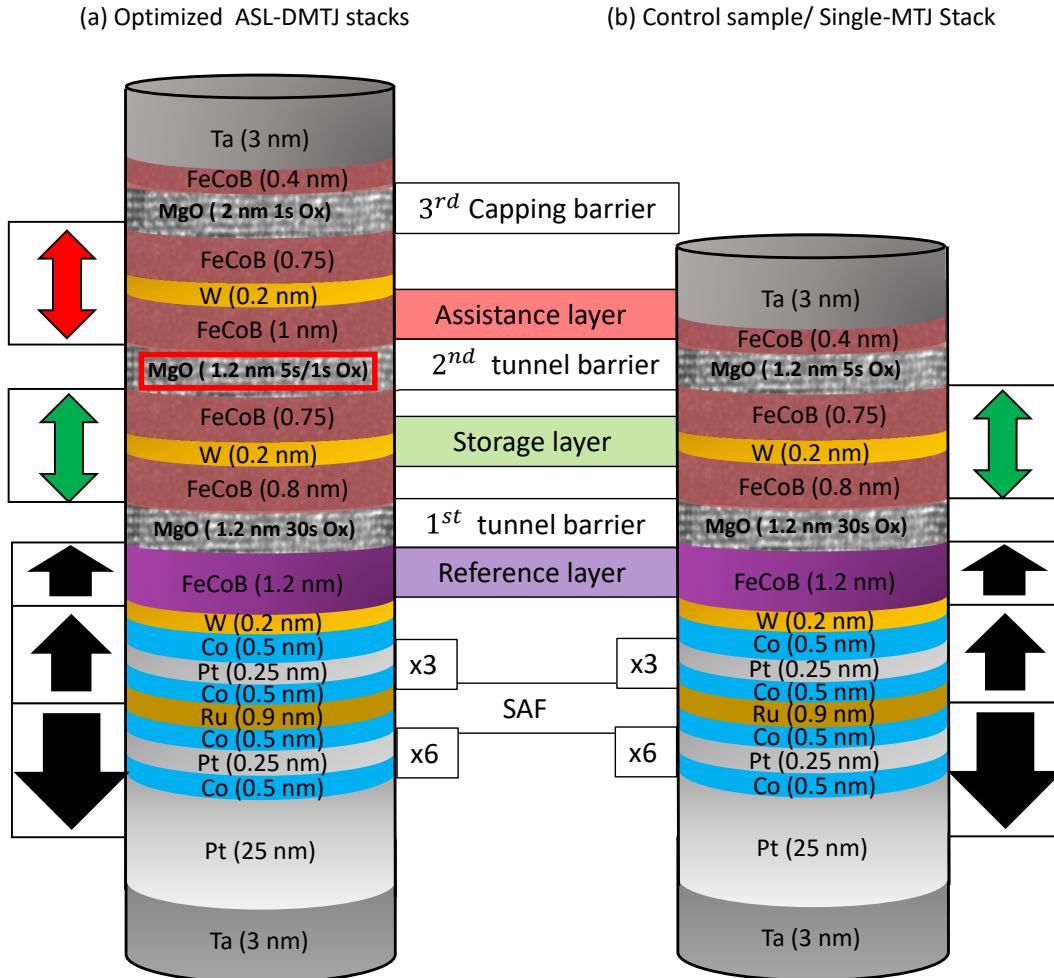 (a) Optimized ASL-DMTJ stacks
(b) Control sample/ Single-MTJ Stack
Ta (3 nm)
FeCoB (0.4 nm)
MgO ( 2 nm 1s Ox)
FeCoB (0.75)
W (0.2 nm)
FeCoB (1 nm)
MgO ( 1.2 nm 5s/1s Ox)
FeCoB (0.75)
W (0.2 nm)
FeCoB (0.8 nm)
MgO ( 1.2 nm 30s Ox)
FeCoB (1.2 nm)
W (0.2 nm)
Co (0.5 nm)
Pt (0.25 nm)
Co (0.5 nm)
Ru (0.9 nm)
Co (0.5 nm)
Pt (0.25 nm)
Co (0.5 nm)
Pt (25 nm)
Ta (3 nm)
3rd Capping barrier
Assistance layer
2nd tunnel barrier
Storage layer
1st tunnel barrier
Reference layer
x3
x3
SAF
x6
x6
Ta (3 nm)
FeCoB (0.4 nm)
MgO ( 1.2 nm 5s Ox)
FeCoB (0.75)
W (0.2 nm)
FeCoB (0.8 nm)
MgO ( 1.2 nm 30s Ox)
FeCoB (1.2 nm)
W (0.2 nm)
Co (0.5 nm)
Pt (0.25 nm)
Co (0.5 nm)
Ru (0.9 nm)
Co (0.5 nm)
Pt (0.25 nm)
Co (0.5 nm)
Pt (25 nm)
Ta (3 nm)